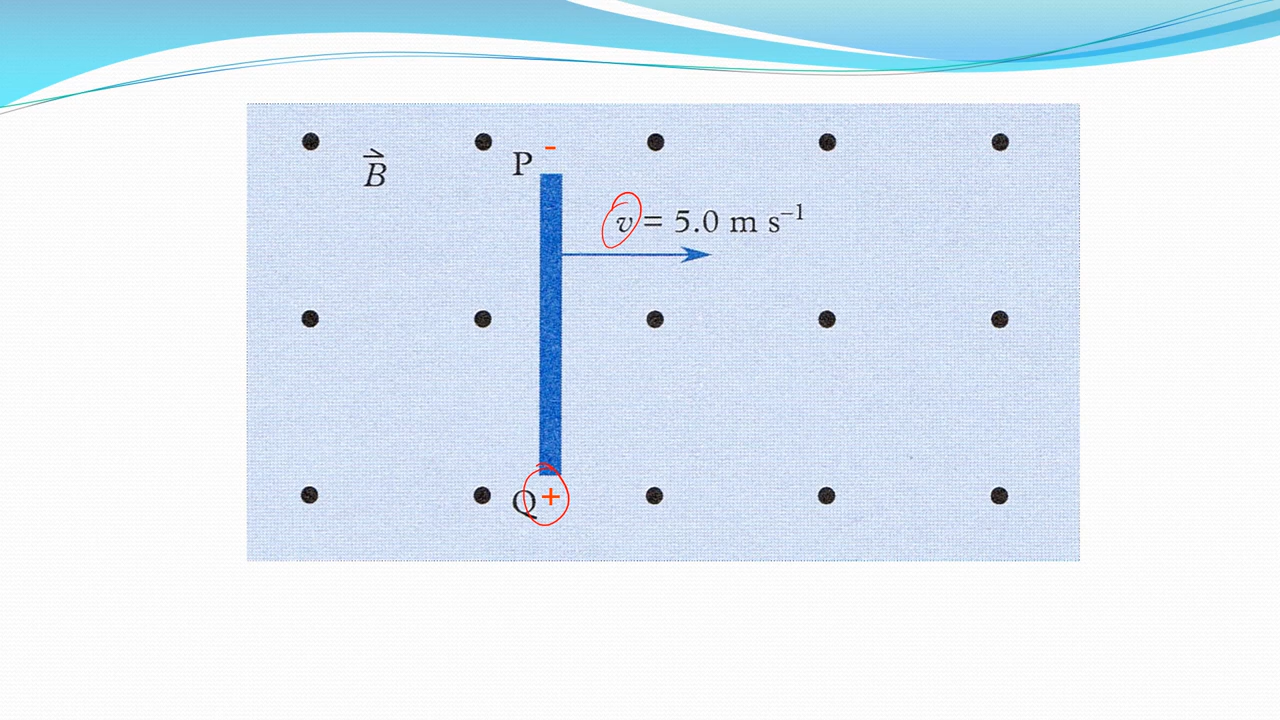 -
B⃗
P
v = 5.0 m s⁻¹
Q +